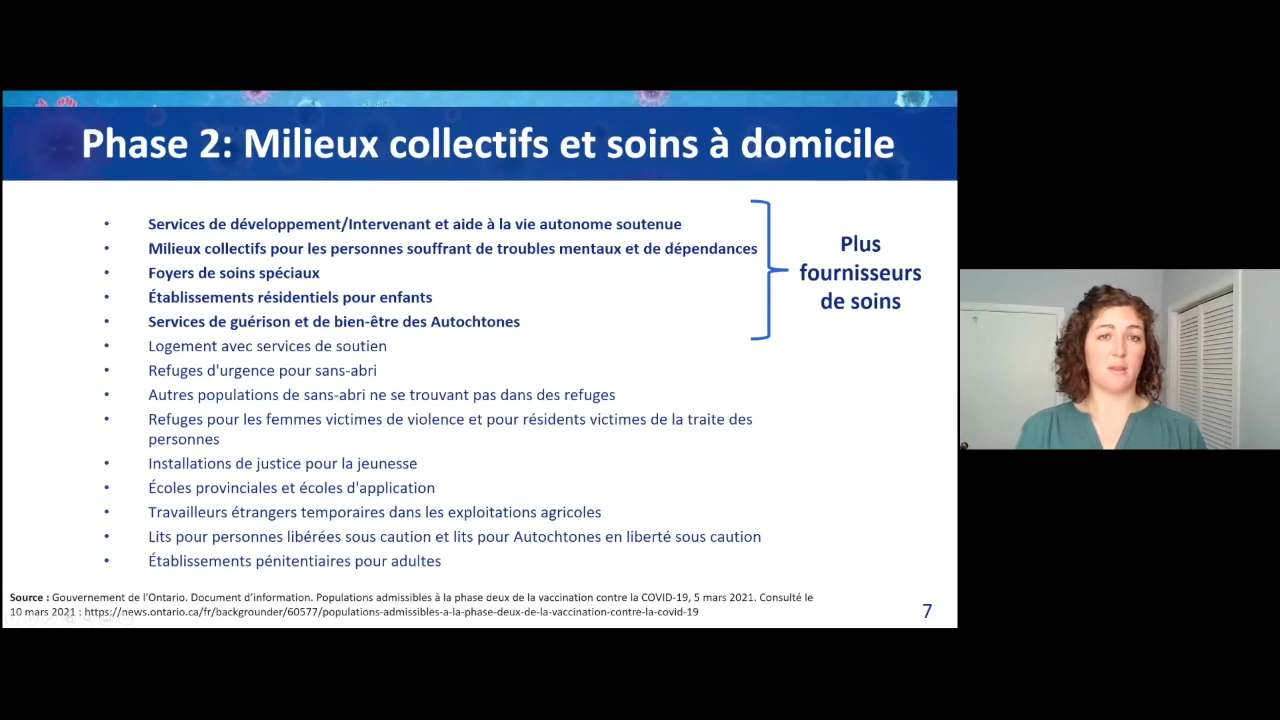 Phase 2: Milieux collectifs et soins à domicile
• Services de développement/Intervenant et aide à la vie autonome soutenue
• Milieux collectifs pour les personnes souffrant de troubles mentaux et de dépendances
• Foyers de soins spéciaux
• Établissements résidentiels pour enfants
• Services de guérison et de bien-être des Autochtones
Plus
fournisseurs
de soins
• Logement avec services de soutien
• Refuges d'urgence pour sans-abri
• Autres populations de sans-abri ne se trouvant pas dans des refuges
• Refuges pour les femmes victimes de violence et pour résidents victimes de la traite des
personnes
• Installations de justice pour la jeunesse
• Écoles provinciales et écoles d'application
• Travailleurs étrangers temporaires dans les exploitations agricoles
• Lits pour personnes libérées sous caution et lits pour Autochtones en liberté sous caution
• Établissements pénitentiaires pour adultes
Source : Gouvernement de l’Ontario. Document d’information. Populations admissibles à la phase deux de la vaccination contre la COVID-19, 5 mars 2021. Consulté le
10 mars 2021 : https://news.ontario.ca/fr/backgrounder/60577/populations-admissibles-a-la-phase-deux-de-la-vaccination-contre-la-covid-19
7